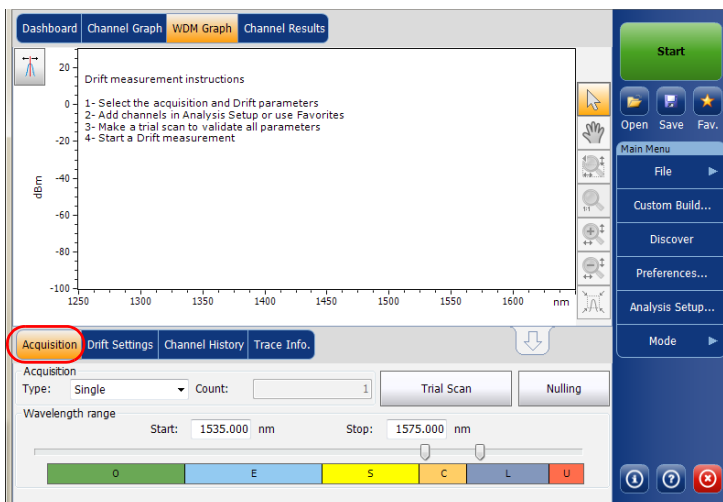 Dashboard Channel Graph WDM Graph Channel Results
20
0
-20
-40
-60
-80
-100
dBm
Drift measurement instructions
1- Select the acquisition and Drift parameters
2- Add channels in Analysis Setup or use Favorites
3- Make a trial scan to validate all parameters
4- Start a Drift measurement
1250 1300 1350 1400 1450 1500 1550 1600 nm
1/1
Acquisition Drift Settings Channel History Trace Info.
Acquisition
Type: Single Count: 1 Trial Scan Nulling
Wavelength range
Start: 1535.000 nm Stop: 1575.000 nm
O E S C L U
Start
Open Save Fav.
Main Menu
File
Custom Build...
Discover
Preferences...
Analysis Setup...
Mode